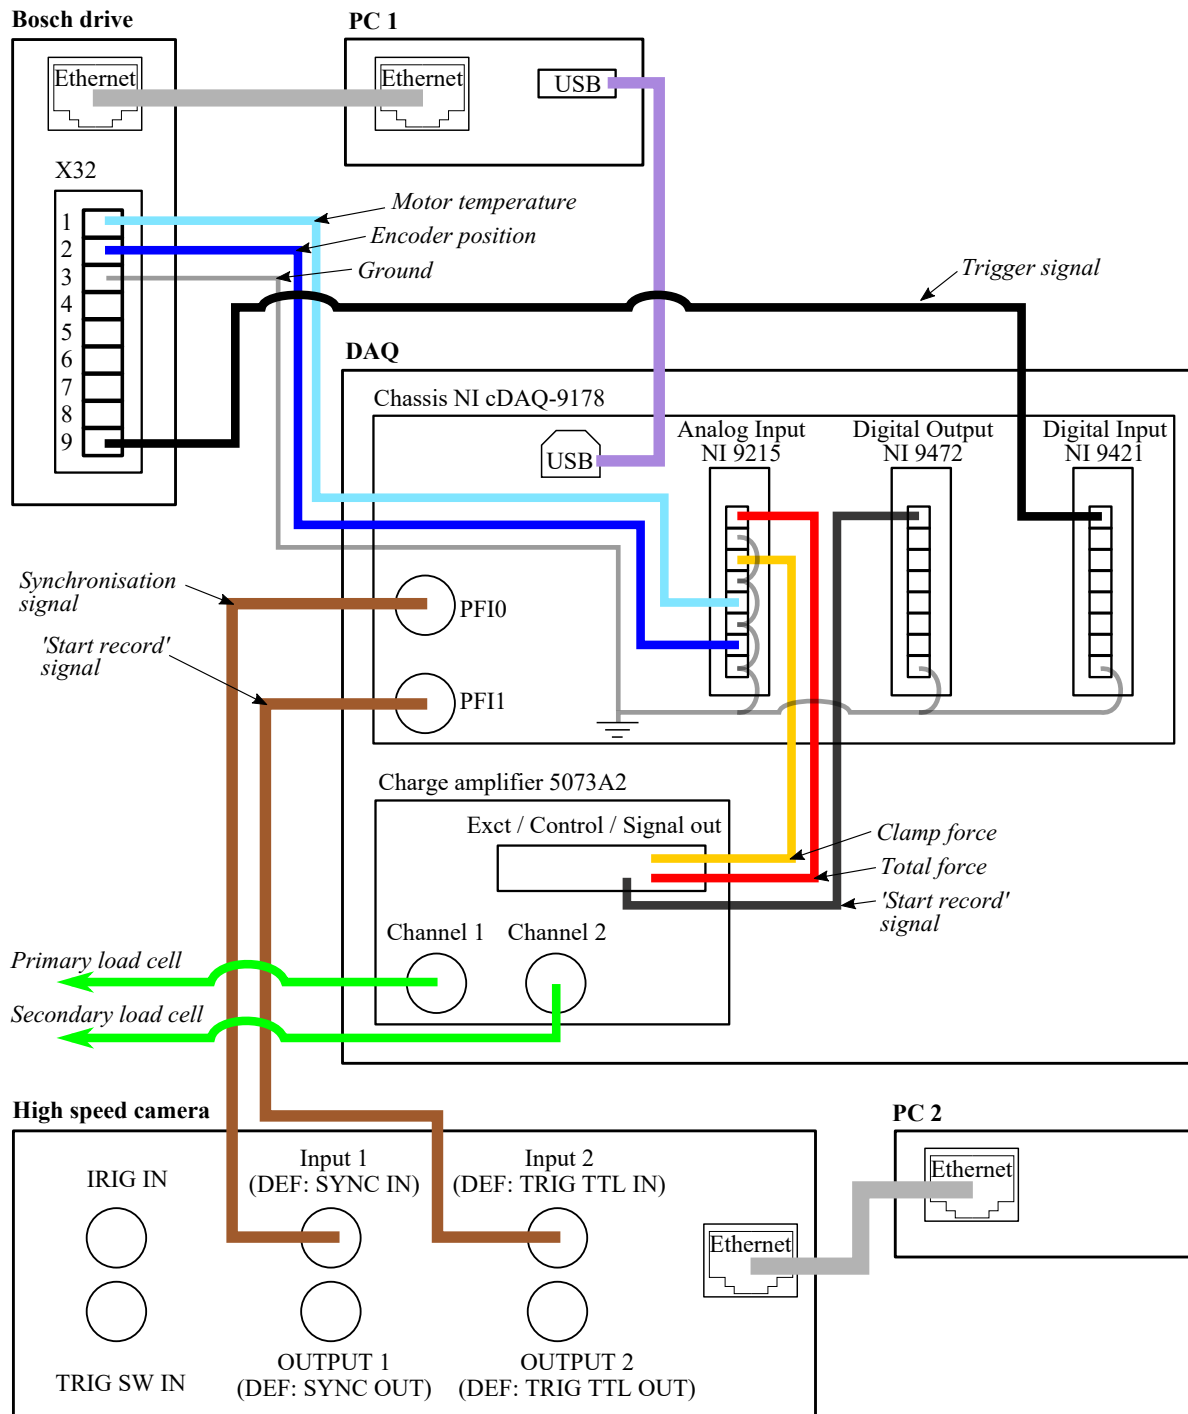 Bosch drive
PC 1
Ethernet
Ethernet
USB
X32
1
2
3
4
5
6
7
8
9
Motor temperature
Encoder position
Ground
Trigger signal
DAQ
Chassis NI cDAQ-9178
USB
Analog Input
NI 9215
Digital Output
NI 9472
Digital Input
NI 9421
Synchronisation
signal
'Start record'
signal
PFI0
PFI1
Charge amplifier 5073A2
Exct / Control / Signal out
Clamp force
Total force
'Start record'
signal
Channel 1
Channel 2
Primary load cell
Secondary load cell
High speed camera
PC 2
IRIG IN
Input 1
(DEF: SYNC IN)
Input 2
(DEF: TRIG TTL IN)
Ethernet
Ethernet
TRIG SW IN
OUTPUT 1
(DEF: SYNC OUT)
OUTPUT 2
(DEF: TRIG TTL OUT)